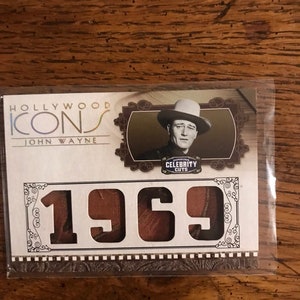 HOLLYWOOD
ICONS
JOHN WAYNE
CELEBRITY
CUTS
1969